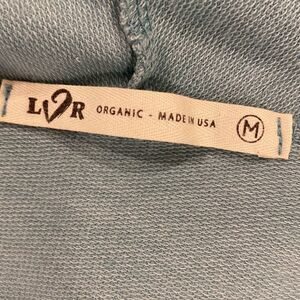 LVR ORGANIC - MADE IN USA M